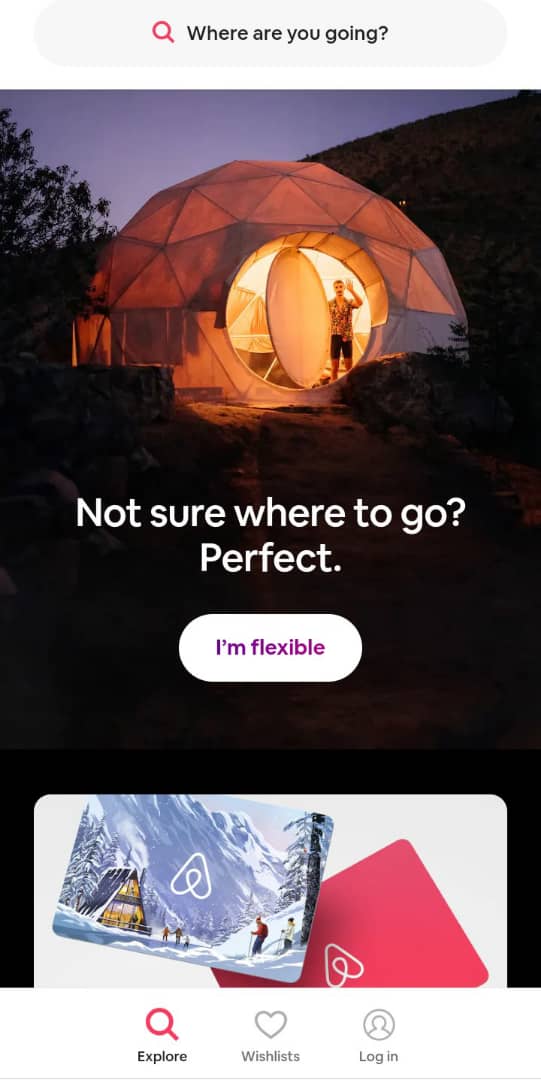 Where are you going?
Not sure where to go?
Perfect.
I'm flexible
Explore
Wishlists
Log in